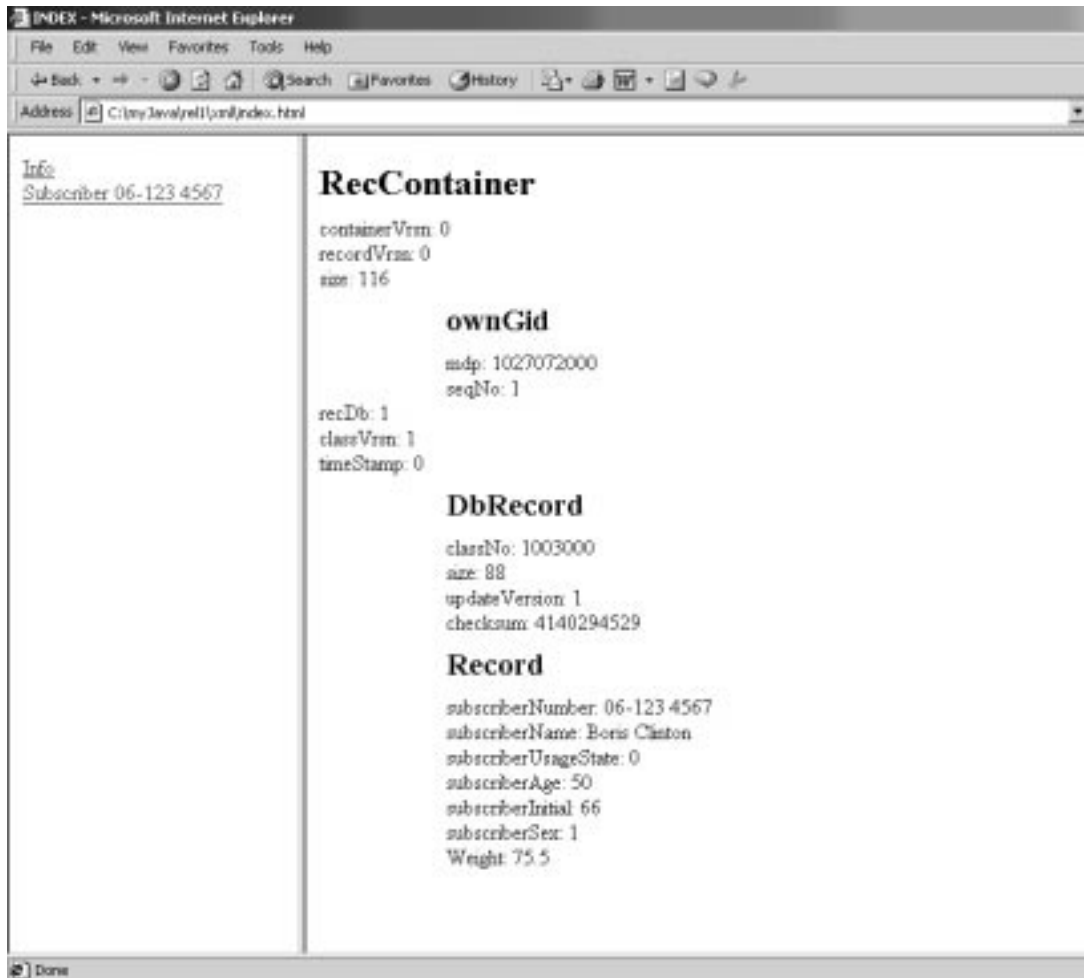 INDEX - Microsoft Internet Explorer
File Edit View Favorites Tools Help
Back Search Favorites History
Address C:\myJava\rel1\xml\index.html
Info
Subscriber 06-123 4567
RecContainer
containerVrsn: 0
recordVrsn: 0
size: 116
ownGid
mdp: 1027072000
seqNo: 1
recDb: 1
classVrsn: 1
timeStamp: 0
DbRecord
classNo: 1003000
size: 88
updateVersion: 1
checksum: 4140294529
Record
subscriberNumber: 06-123 4567
subscriberName: Boris Clinton
subscriberUsageState: 0
subscriberAge: 50
subscriberInitial: 66
subscriberSex: 1
Weight: 75.5
Done